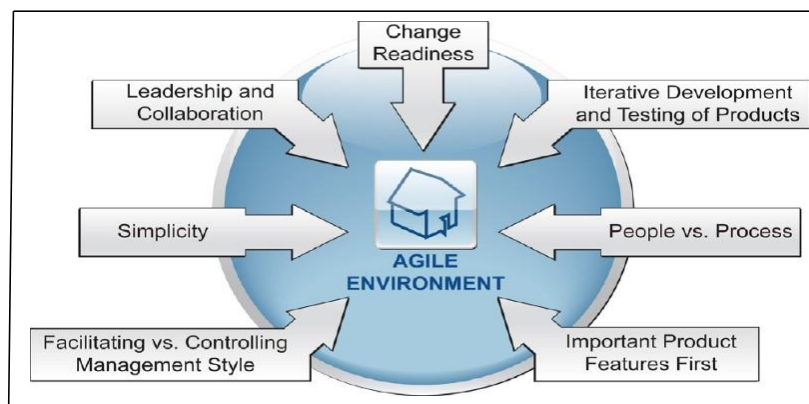 Change
Readiness
Leadership and
Collaboration
Iterative Development
and Testing of Products
Simplicity
People vs. Process
AGILE
ENVIRONMENT
Facilitating vs. Controlling
Management Style
Important Product
Features First